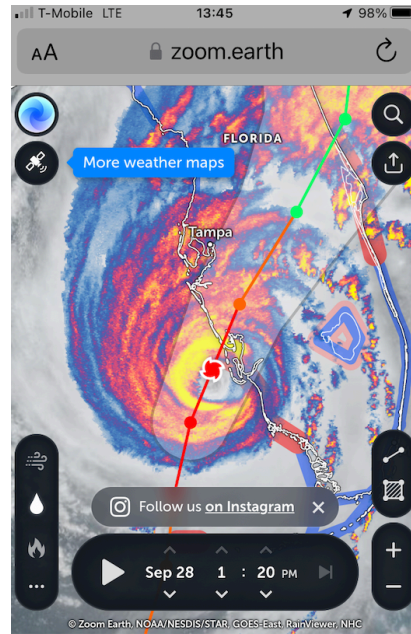 T-Mobile LTE 13:45 98%
AA zoom.earth
FLORIDA
More weather maps
Tampa
Follow us on Instagram
Sep 28 1 : 20 PM
© Zoom Earth, NOAA/NESDIS/STAR, GOES-East, RainViewer, NHC